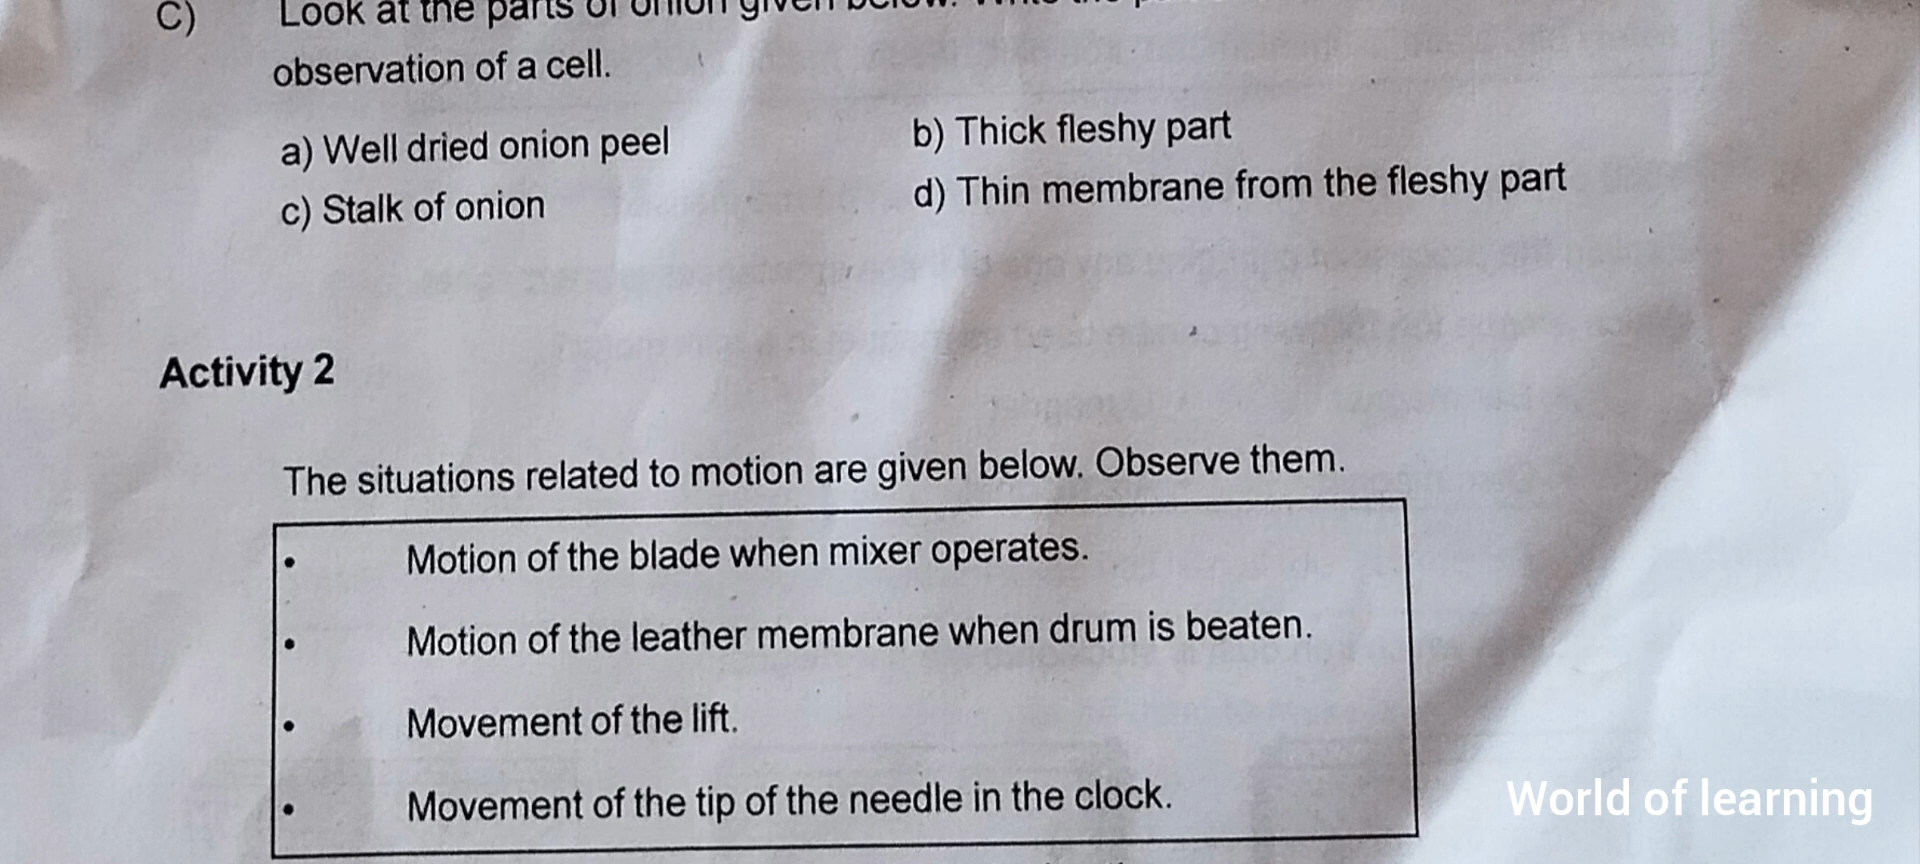 C) Look at the parts of onion given below.
observation of a cell.
a) Well dried onion peel b) Thick fleshy part
c) Stalk of onion d) Thin membrane from the fleshy part
Activity 2
The situations related to motion are given below. Observe them.
• Motion of the blade when mixer operates.
• Motion of the leather membrane when drum is beaten.
• Movement of the lift.
• Movement of the tip of the needle in the clock.
World of learning